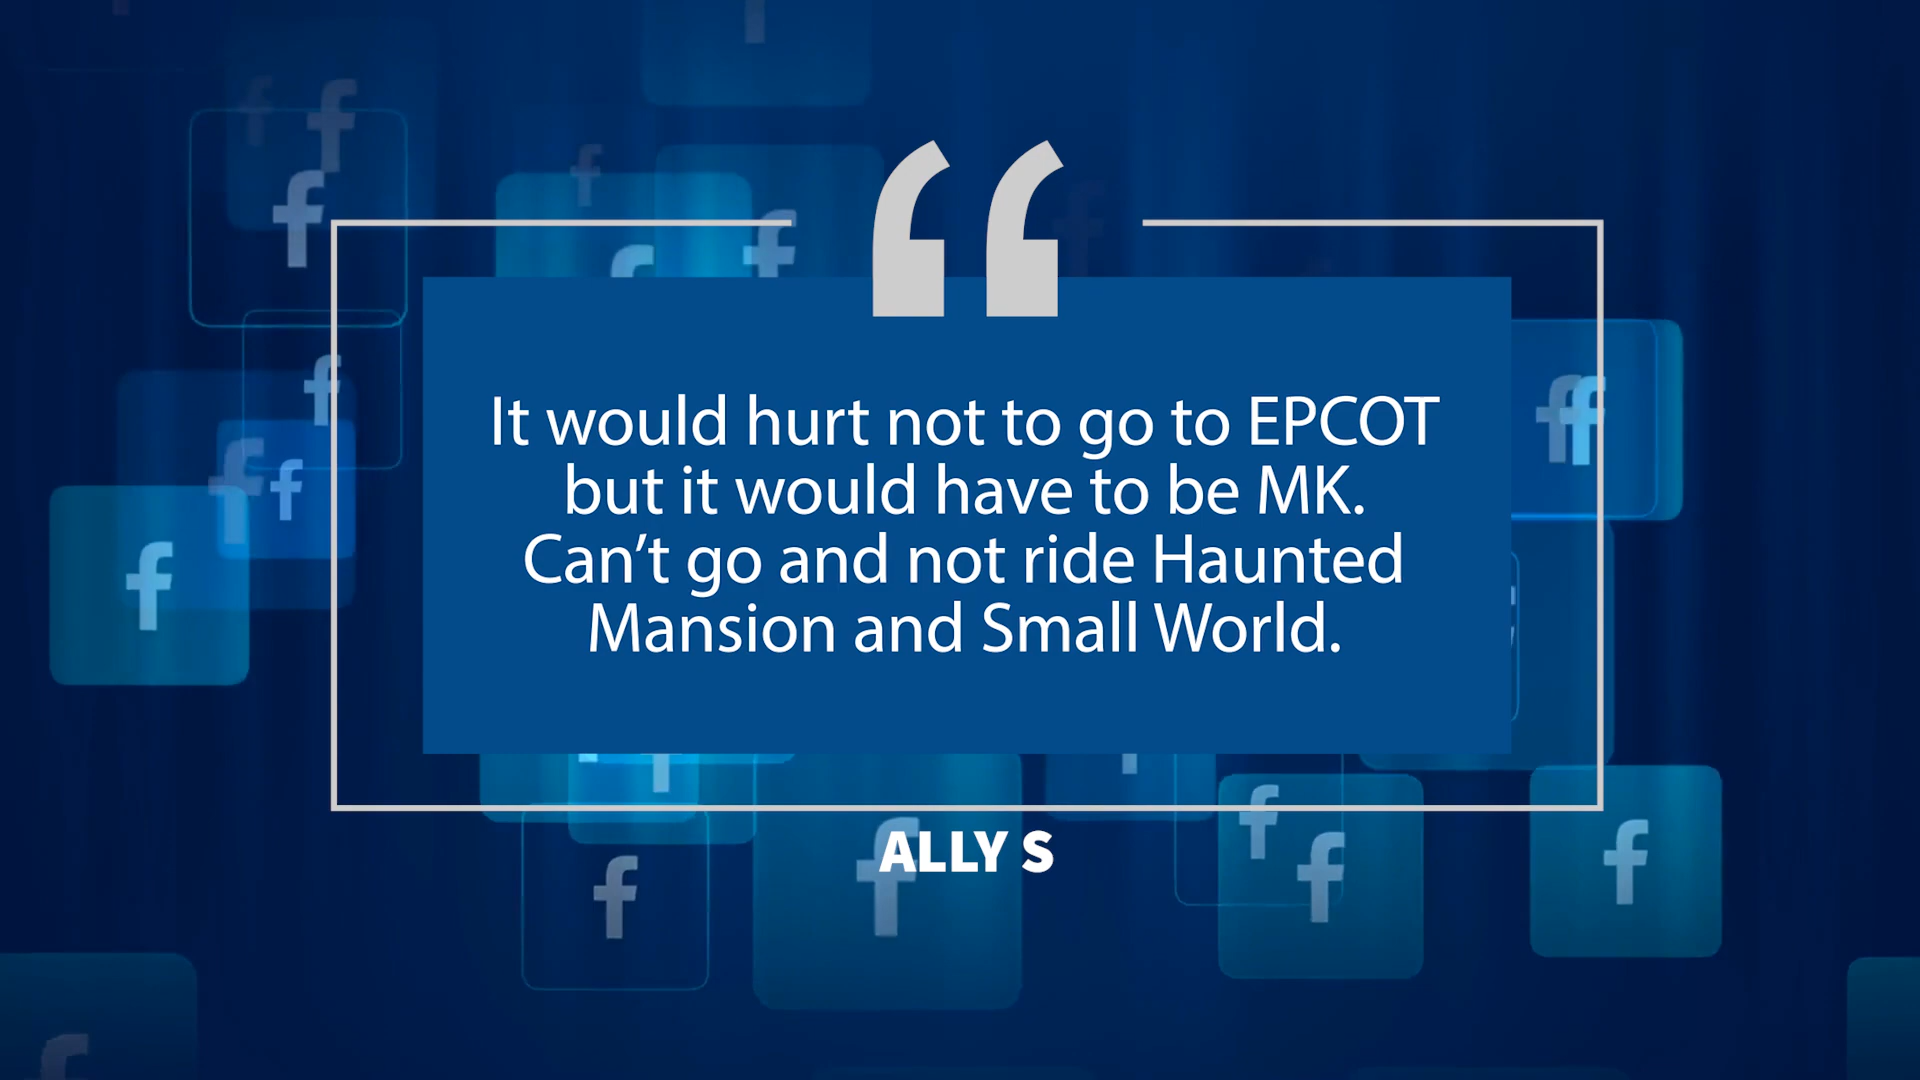 It would hurt not to go to EPCOT
but it would have to be MK.
Can’t go and not ride Haunted
Mansion and Small World.
ALLY S